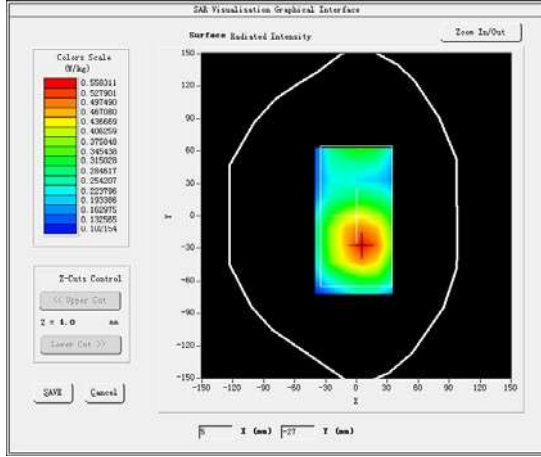 SAR Visualisation Graphical Interface
Surface Radiated Intensity
Zoom In/Out
Colors Scale
(W/kg)
0.558311
0.527901
0.497490
0.467080
0.436669
0.406259
0.375848
0.345438
0.315028
0.284617
0.254207
0.223796
0.193386
0.162975
0.132565
0.102154
Z-Cuts Control
<< Upper Cut
Z = 4.0 mm
Lower Cut >>
SAVE
Cancel
150
120
90
60
30
0
-30
-60
-90
-120
-150
Y
-150 -120 -90 -60 -30 0 30 60 90 120 150
X
5 X (mm) -27 Y (mm)